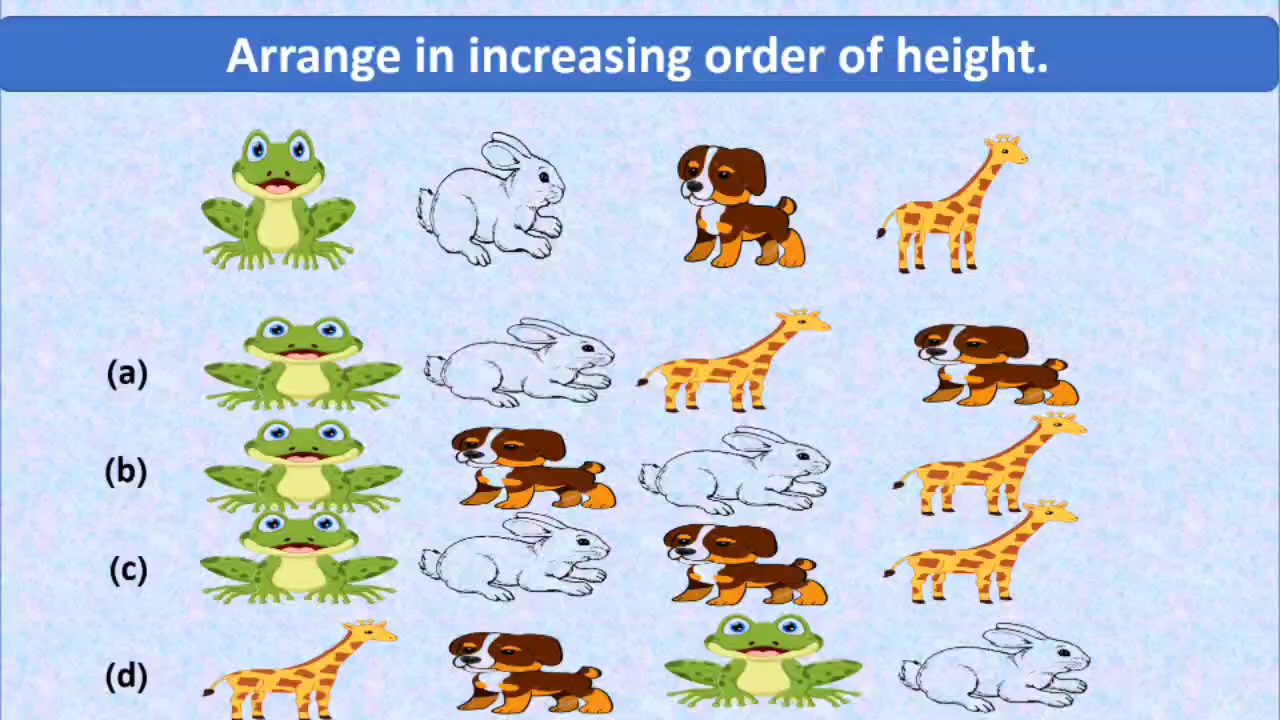 Arrange in increasing order of height.
(a)
(b)
(c)
(d)